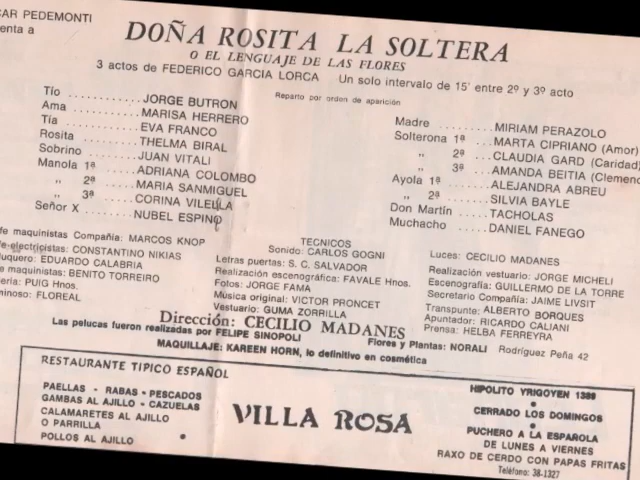 CAR PEDEMONTI
enta a
DOÑA ROSITA LA SOLTERA
O EL LENGUAJE DE LAS FLORES
3 actos de FEDERICO GARCIA LORCA Un solo intervalo de 15' entre 2º y 3º acto
Reparto por orden de aparición
Tío ............ JORGE BUTRON
Ama ............ MARISA HERRERO
Tía ............ EVA FRANCO
Rosita ......... THELMA BIRAL
Sobrino ........ JUAN VITALI
Manola 1ª ...... ADRIANA COLOMBO
„ 2ª ...... MARIA SANMIGUEL
„ 3ª ...... CORINA VILELLA
Señor X ........ NUBEL ESPINO
Madre ........ MIRIAM PERAZOLO
Solterona 1ª ..... MARTA CIPRIANO (Amor)
„ 2ª ..... CLAUDIA GARD (Caridad)
„ 3ª ..... AMANDA BEITIA (Clemenc
Ayola 1ª ....... ALEJANDRA ABREU
„ 2ª ....... SILVIA BAYLE
Don Martín ..... TACHOLAS
Muchacho ...... DANIEL FANEGO
fe maquinistas Compañía: MARCOS KNOP
fe electricistas: CONSTANTINO NIKIAS
luquero: EDUARDO CALABRIA
e maquinistas: BENITO TORREIRO
ería: PUIG Hnos.
minoso: FLOREAL
TECNICOS
Sonido: CARLOS GOGNI
Letras puertas: S. C. SALVADOR
Realización escenográfica: FAVALE Hnos.
Fotos: JORGE FAMA
Música original: VICTOR PRONCET
Vestuario: GUMA ZORRILLA
Luces: CECILIO MADANES
Realización vestuario: JORGE MICHELI
Escenografía: GUILLERMO DE LA TORRE
Secretario Compañía: JAIME LIVSIT
Transpunte: ALBERTO BORQUES
Apuntador: RICARDO CALIANI
Prensa: HELBA FERREYRA
Dirección: CECILIO MADANES
Las pelucas fueron realizadas por FELIPE SINOPOLI
Flores y Plantas: NORALI Rodríguez Peña 42
MAQUILLAJE: KAREEN HORN, lo definitivo en cosmética
RESTAURANTE TIPICO ESPAÑOL
PAELLAS - RABAS - PESCADOS
GAMBAS AL AJILLO - CAZUELAS
CALAMARETES AL AJILLO
O PARRILLA
POLLOS AL AJILLO
VILLA ROSA
HIPOLITO YRIGOYEN 1389
CERRADO LOS DOMINGOS
PUCHERO A LA ESPAÑOLA
DE LUNES A VIERNES
RAXO DE CERDO CON PAPAS FRITAS
Teléfono: 38-1327